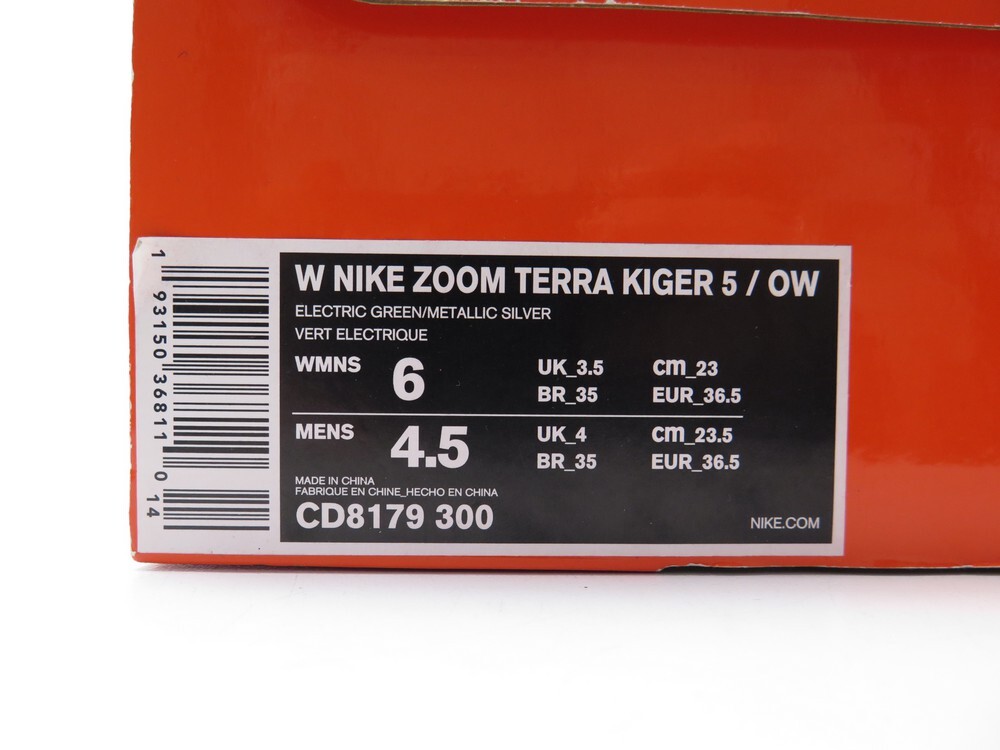 W NIKE ZOOM TERRA KIGER 5 / OW
ELECTRIC GREEN/METALLIC SILVER
VERT ELECTRIQUE
WMNS 6 UK_3.5 cm_23
BR_35 EUR_36.5
MENS 4.5 UK_4 cm_23.5
BR_35 EUR_36.5
MADE IN CHINA
FABRIQUE EN CHINE_HECHO EN CHINA
CD8179 300
NIKE.COM
1 93150 36811 0 14